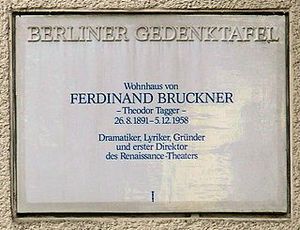 BERLINER GEDENKTAFEL
Wohnhaus von
FERDINAND BRUCKNER
– Theodor Tagger –
26.8.1891–5.12.1958
Dramatiker, Lyriker, Gründer
und erster Direktor
des Renaissance-Theaters